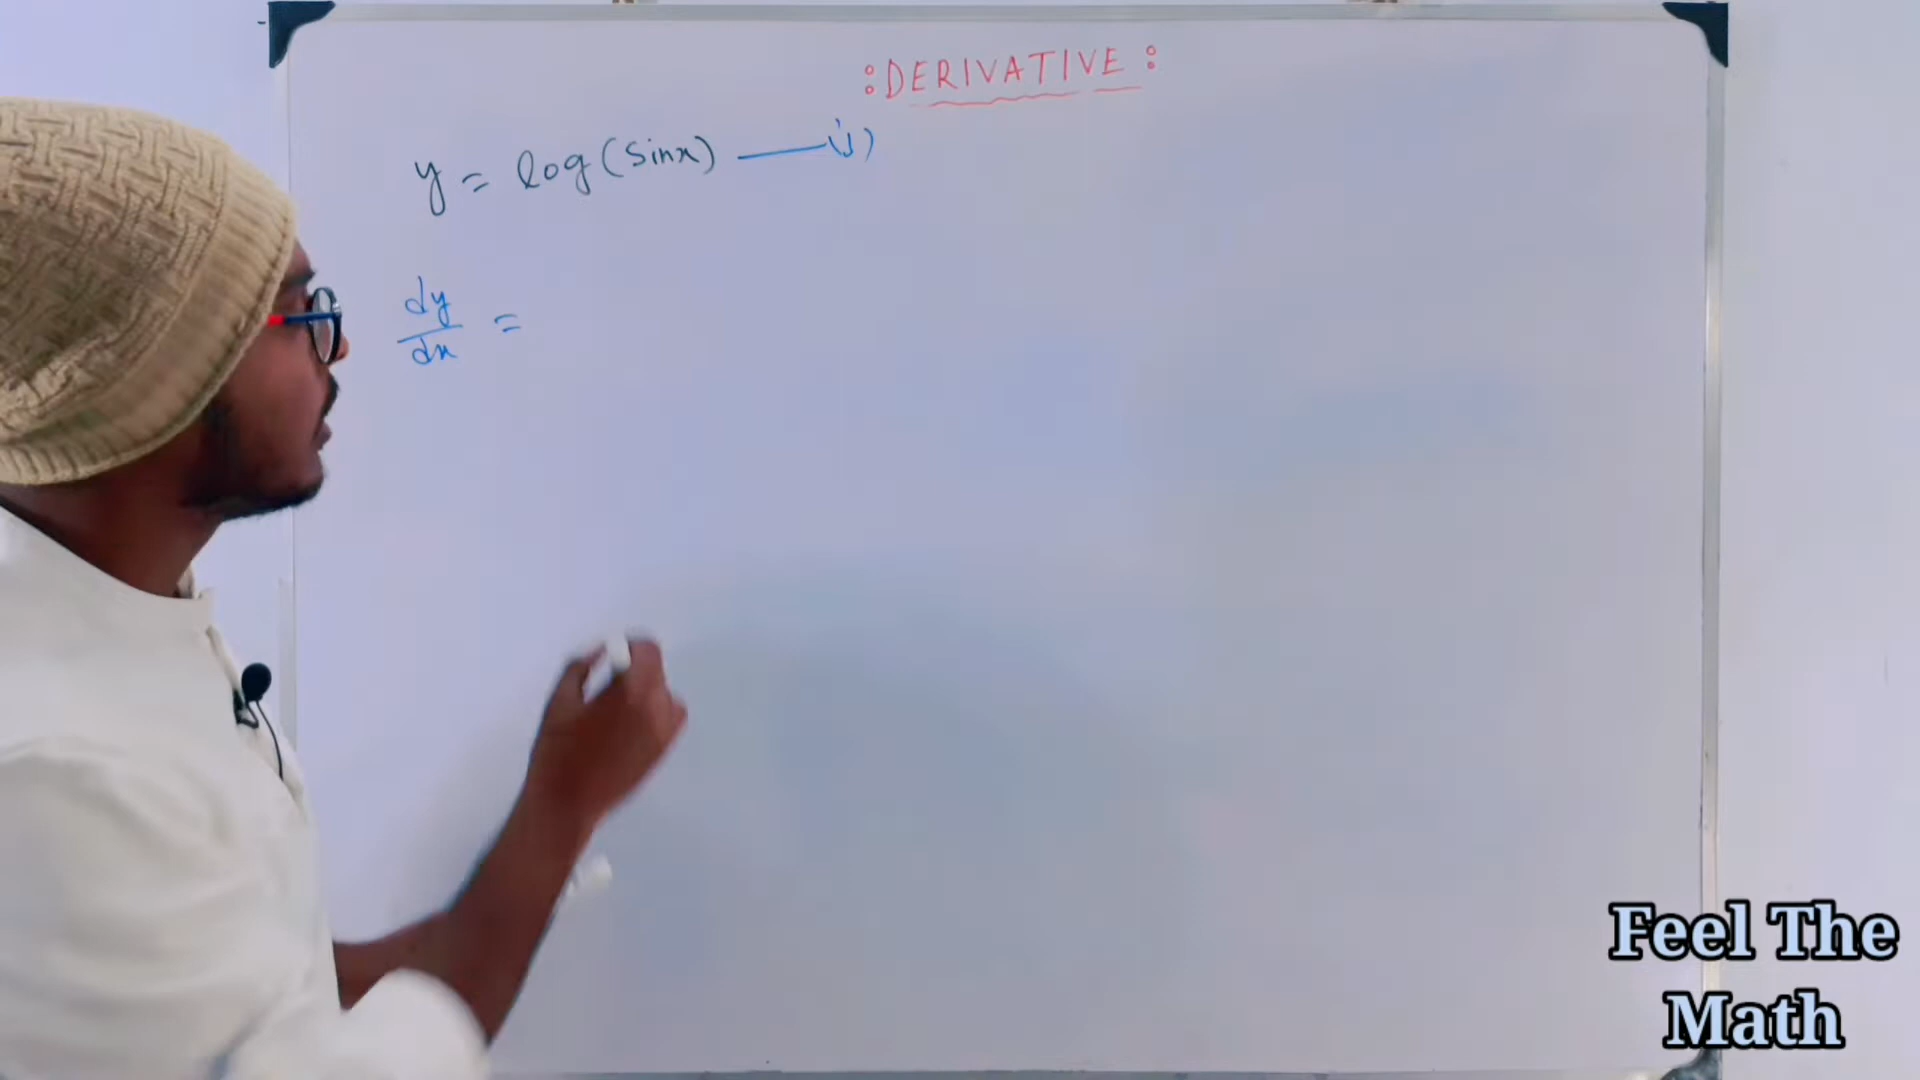 :DERIVATIVE:
y = log(sinx) —— (i)
dy/dx =
Feel The
Math